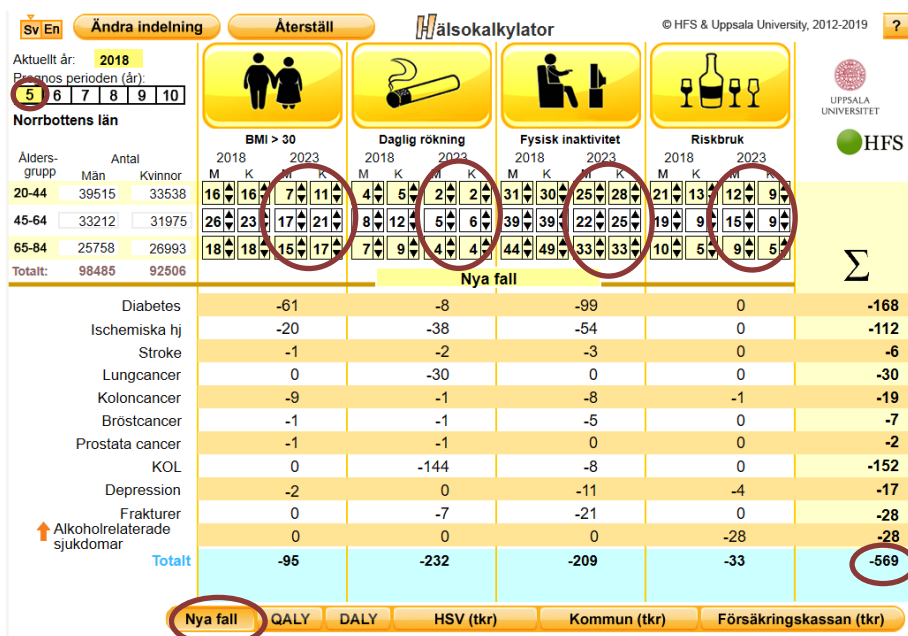 Sv En Ändra indelning Återställ Hälsokalkylator © HFS & Uppsala University, 2012-2019 ?
Aktuellt år: 2018
Prognos perioden (år):
5 6 7 8 9 10
Norrbottens län
UPPSALA
UNIVERSITET
HFS
BMI > 30 Daglig rökning Fysisk inaktivitet Riskbruk
Ålders-
grupp Antal
Män Kvinnor
2018 2023 2018 2023 2018 2023 2018 2023
M K M K M K M K M K M K M K M K
20-44 39515 33538 16 16 7 11 4 5 2 2 31 30 25 28 21 13 12 9
45-64 33212 31975 26 23 17 21 8 12 5 6 39 39 22 25 19 9 15 9
65-84 25758 26993 18 18 15 17 7 9 4 4 44 49 33 33 10 5 9 5
Totalt: 98485 92506
Σ
Nya fall
Diabetes -61 -8 -99 0 -168
Ischemiska hj -20 -38 -54 0 -112
Stroke -1 -2 -3 0 -6
Lungcancer 0 -30 0 0 -30
Koloncancer -9 -1 -8 -1 -19
Bröstcancer -1 -1 -5 0 -7
Prostata cancer -1 -1 0 0 -2
KOL 0 -144 -8 0 -152
Depression -2 0 -11 -4 -17
Frakturer 0 -7 -21 0 -28
Alkoholrelaterade
sjukdomar 0 0 0 -28 -28
Totalt -95 -232 -209 -33 -569
Nya fall QALY DALY HSV (tkr) Kommun (tkr) Försäkringskassan (tkr)